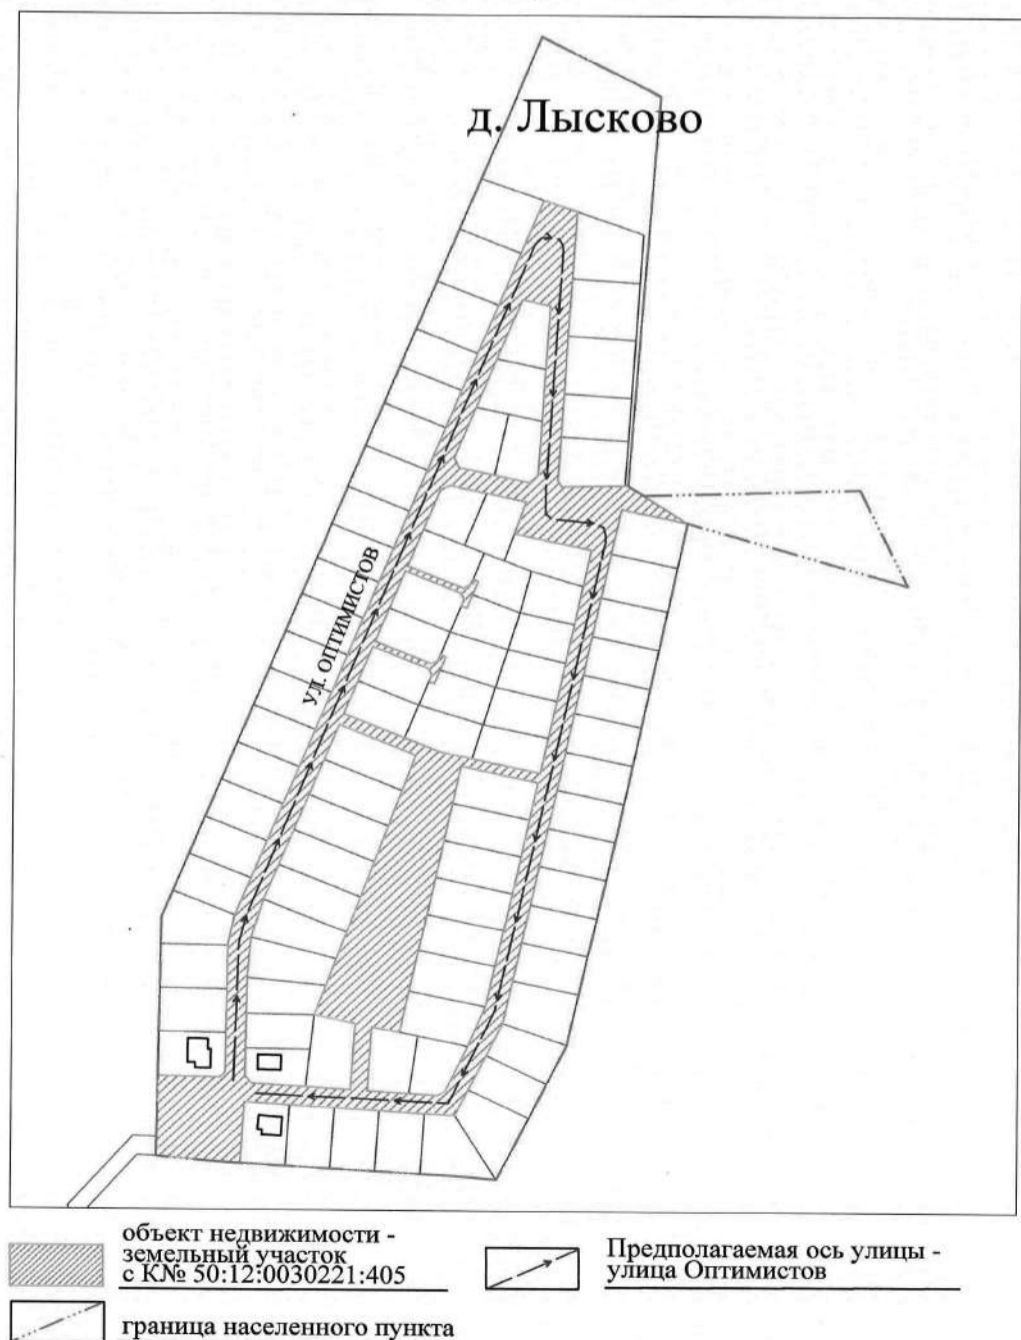 д. Лысково
УЛ. ОПТИМИСТОВ
объект недвижимости -
земельный участок
с К№ 50:12:0030221:405
Предполагаемая ось улицы -
улица Оптимистов
граница населенного пункта